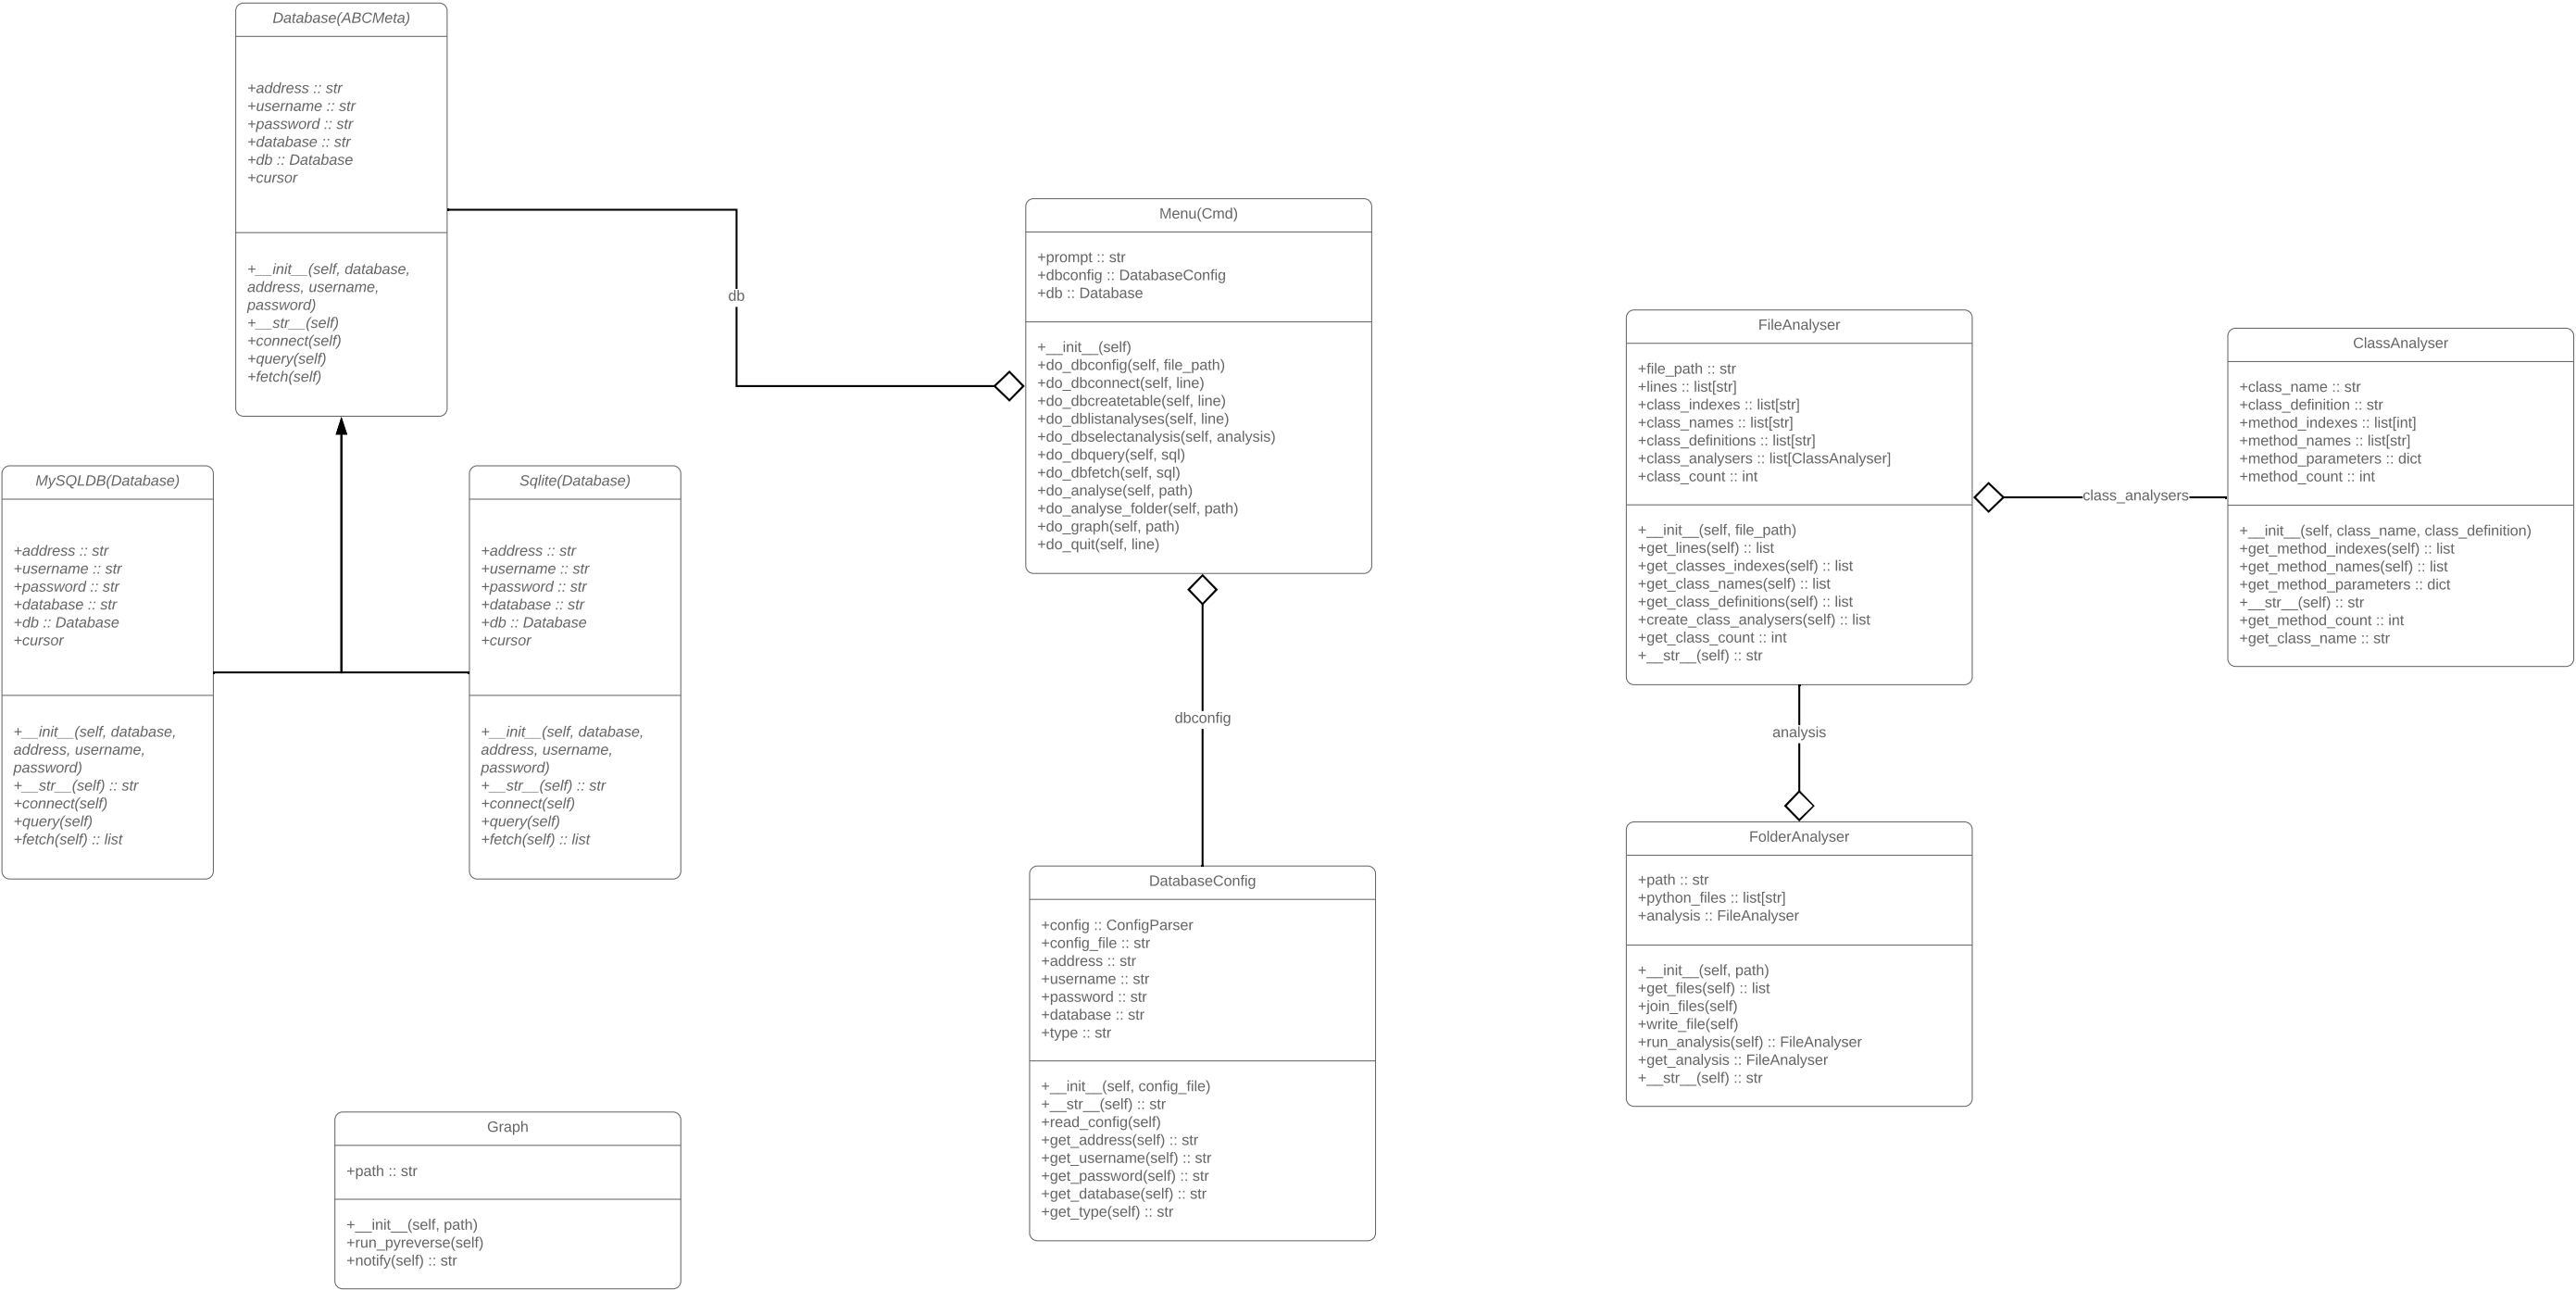 Database(ABCMeta)
+address :: str
+username :: str
+password :: str
+database :: str
+db :: Database
+cursor
+__init__(self, database,
address, username,
password)
+__str__(self)
+connect(self)
+query(self)
+fetch(self)
MySQLDB(Database)
+address :: str
+username :: str
+password :: str
+database :: str
+db :: Database
+cursor
+__init__(self, database,
address, username,
password)
+__str__(self) :: str
+connect(self)
+query(self)
+fetch(self) :: list
Sqlite(Database)
+address :: str
+username :: str
+password :: str
+database :: str
+db :: Database
+cursor
+__init__(self, database,
address, username,
password)
+__str__(self) :: str
+connect(self)
+query(self)
+fetch(self) :: list
db
Menu(Cmd)
+prompt :: str
+dbconfig :: DatabaseConfig
+db :: Database
+__init__(self)
+do_dbconfig(self, file_path)
+do_dbconnect(self, line)
+do_dbcreatetable(self, line)
+do_dblistanalyses(self, line)
+do_dbselectanalysis(self, analysis)
+do_dbquery(self, sql)
+do_dbfetch(self, sql)
+do_analyse(self, path)
+do_analyse_folder(self, path)
+do_graph(self, path)
+do_quit(self, line)
dbconfig
DatabaseConfig
+config :: ConfigParser
+config_file :: str
+address :: str
+username :: str
+password :: str
+database :: str
+type :: str
+__init__(self, config_file)
+__str__(self) :: str
+read_config(self)
+get_address(self) :: str
+get_username(self) :: str
+get_password(self) :: str
+get_database(self) :: str
+get_type(self) :: str
Graph
+path :: str
+__init__(self, path)
+run_pyreverse(self)
+notify(self) :: str
FileAnalyser
+file_path :: str
+lines :: list[str]
+class_indexes :: list[str]
+class_names :: list[str]
+class_definitions :: list[str]
+class_analysers :: list[ClassAnalyser]
+class_count :: int
+__init__(self, file_path)
+get_lines(self) :: list
+get_classes_indexes(self) :: list
+get_class_names(self) :: list
+get_class_definitions(self) :: list
+create_class_analysers(self) :: list
+get_class_count :: int
+__str__(self) :: str
class_analysers
ClassAnalyser
+class_name :: str
+class_definition :: str
+method_indexes :: list[int]
+method_names :: list[str]
+method_parameters :: dict
+method_count :: int
+__init__(self, class_name, class_definition)
+get_method_indexes(self) :: list
+get_method_names(self) :: list
+get_method_parameters :: dict
+__str__(self) :: str
+get_method_count :: int
+get_class_name :: str
analysis
FolderAnalyser
+path :: str
+python_files :: list[str]
+analysis :: FileAnalyser
+__init__(self, path)
+get_files(self) :: list
+join_files(self)
+write_file(self)
+run_analysis(self) :: FileAnalyser
+get_analysis :: FileAnalyser
+__str__(self) :: str